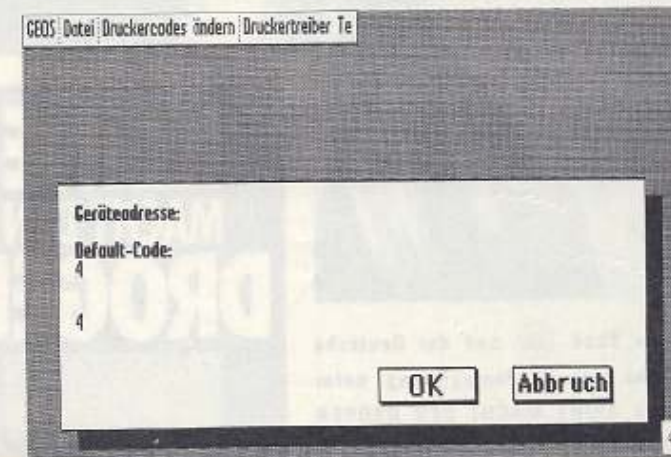 GEOS Datei Druckercodes ändern Druckertreiber Te
Geräteadresse:
Default-Code:
4
4
OK
Abbruch